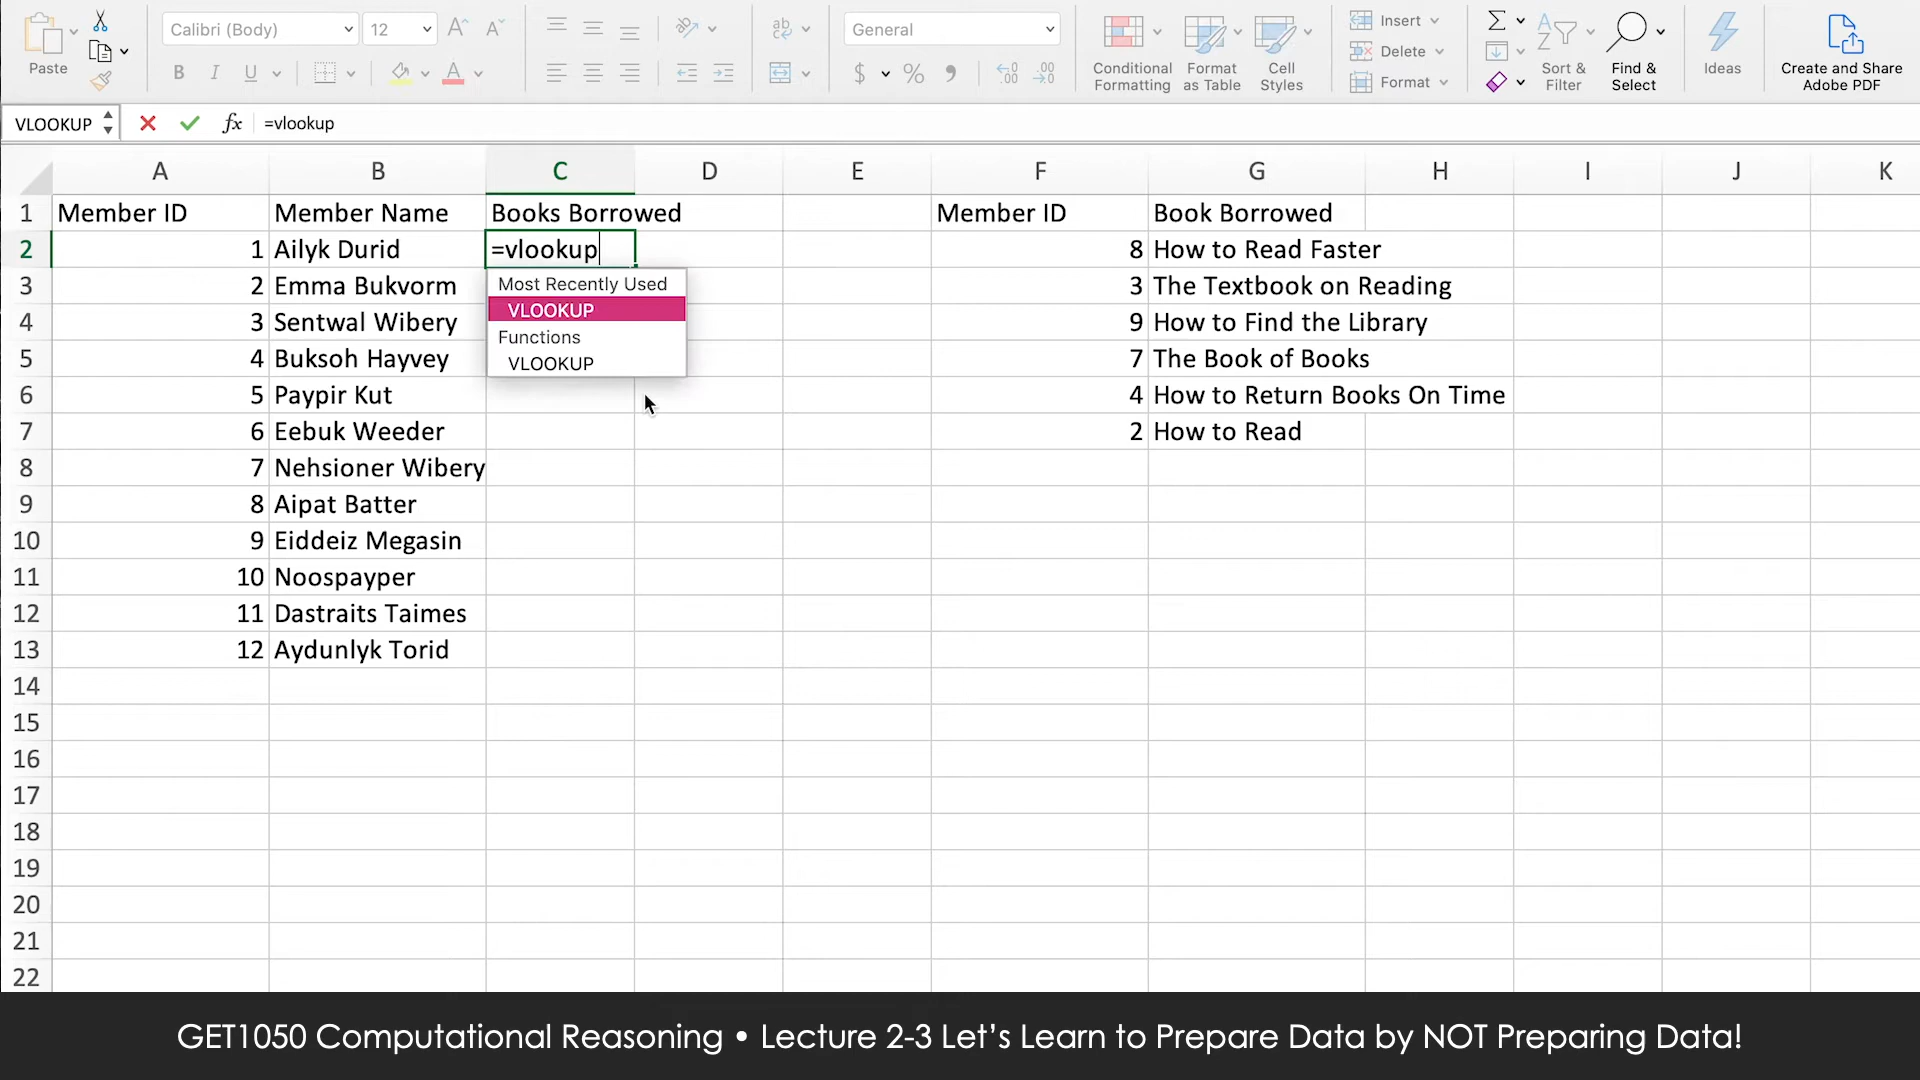 Paste
Calibri (Body)
12
A A
B I U
A
ab
General
$ % 9
.00 .00
Conditional Formatting
Format as Table
Cell Styles
Insert
Delete
Format
Sort & Filter
Find & Select
Ideas
Create and Share Adobe PDF
VLOOKUP fx =vlookup
A B C D E F G H I J K
1 Member ID Member Name Books Borrowed Member ID Book Borrowed
2 1 Ailyk Durid =vlookup 8 How to Read Faster
3 2 Emma Bukvorm 3 The Textbook on Reading
4 3 Sentwal Wibery 9 How to Find the Library
5 4 Buksoh Hayvey 7 The Book of Books
6 5 Paypir Kut 4 How to Return Books On Time
7 6 Eebuk Weeder 2 How to Read
8 7 Nehsioner Wibery
9 8 Aipat Batter
10 9 Eiddeiz Megasin
11 10 Noospayper
12 11 Dastraits Taimes
13 12 Aydunlyk Torid
14
15
16
17
18
19
20
21
22
Most Recently Used
VLOOKUP
Functions
VLOOKUP
GET1050 Computational Reasoning • Lecture 2-3 Let’s Learn to Prepare Data by NOT Preparing Data!